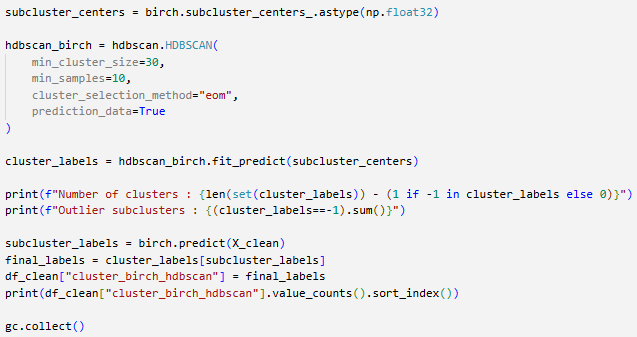 subcluster_centers = birch.subcluster_centers_.astype(np.float32)

hdbscan_birch = hdbscan.HDBSCAN(
    min_cluster_size=30,
    min_samples=10,
    cluster_selection_method="eom",
    prediction_data=True
)

cluster_labels = hdbscan_birch.fit_predict(subcluster_centers)

print(f"Number of clusters : {len(set(cluster_labels)) - (1 if -1 in cluster_labels else 0)}")
print(f"Outlier subclusters : {(cluster_labels==-1).sum()}")

subcluster_labels = birch.predict(X_clean)
final_labels = cluster_labels[subcluster_labels]
df_clean["cluster_birch_hdbscan"] = final_labels
print(df_clean["cluster_birch_hdbscan"].value_counts().sort_index())

gc.collect()